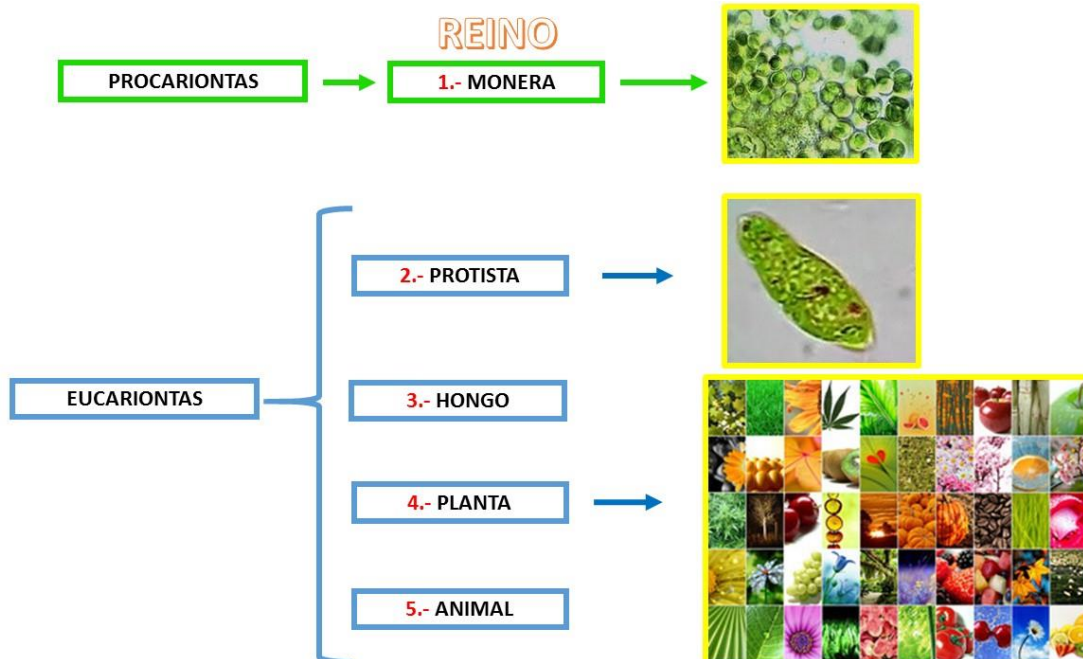 REINO
PROCARIONTAS
1.- MONERA
2.- PROTISTA
EUCARIONTAS
3.- HONGO
4.- PLANTA
5.- ANIMAL